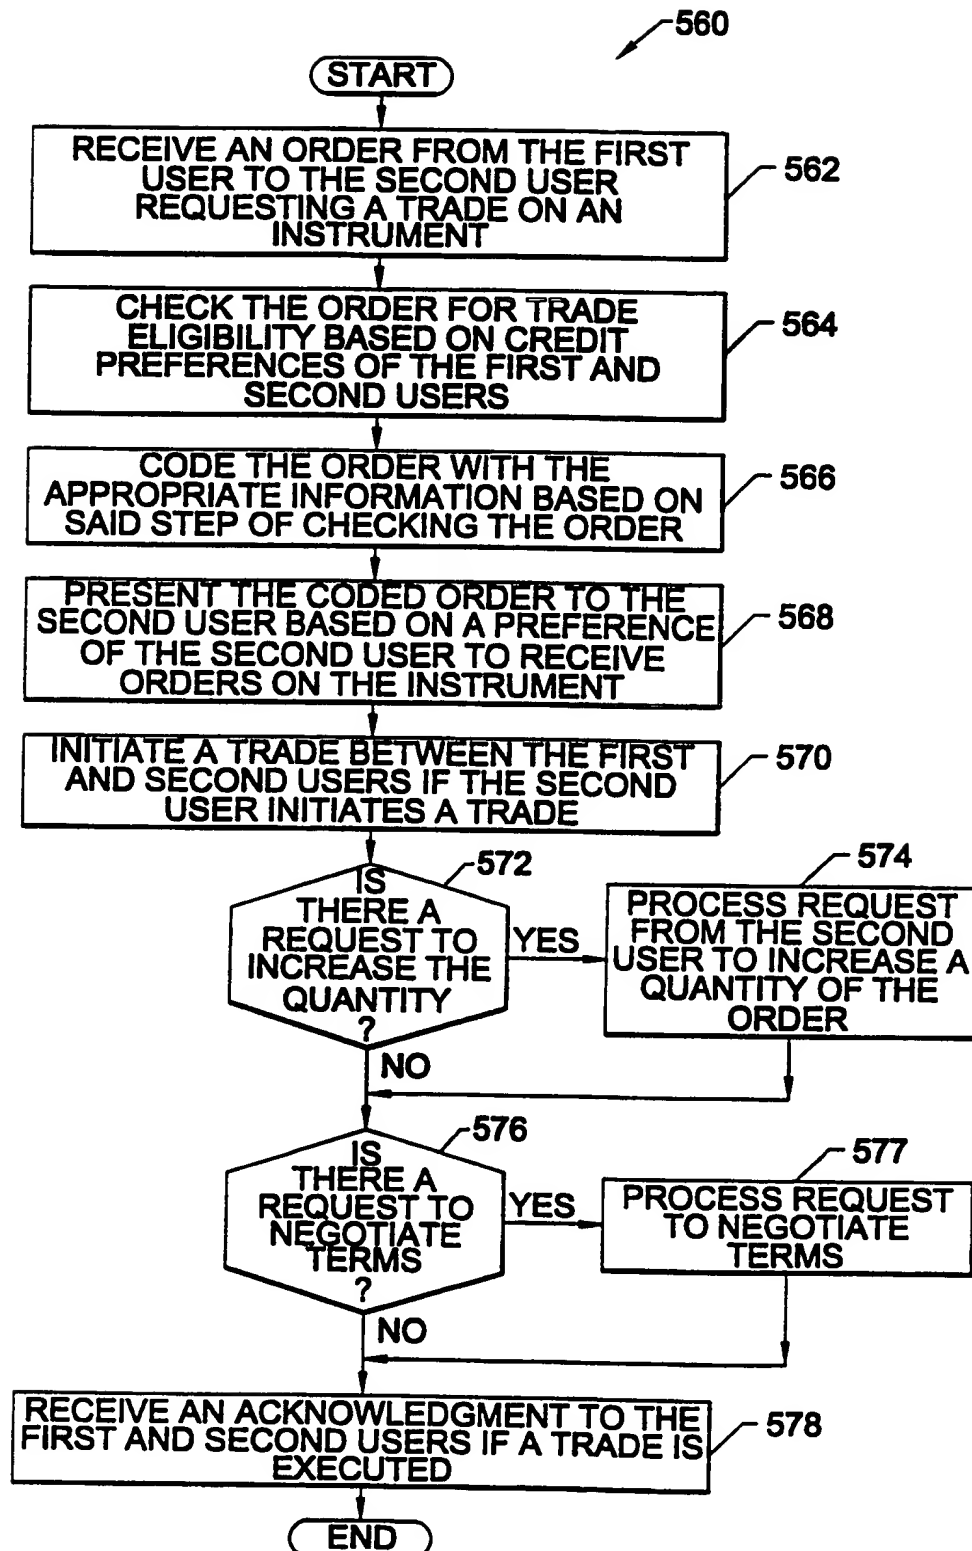 560
START
RECEIVE AN ORDER FROM THE FIRST
USER TO THE SECOND USER
REQUESTING A TRADE ON AN
INSTRUMENT
562
CHECK THE ORDER FOR TRADE
ELIGIBILITY BASED ON CREDIT
PREFERENCES OF THE FIRST AND
SECOND USERS
564
CODE THE ORDER WITH THE
APPROPRIATE INFORMATION BASED ON
SAID STEP OF CHECKING THE ORDER
566
PRESENT THE CODED ORDER TO THE
SECOND USER BASED ON A PREFERENCE
OF THE SECOND USER TO RECEIVE
ORDERS ON THE INSTRUMENT
568
INITIATE A TRADE BETWEEN THE FIRST
AND SECOND USERS IF THE SECOND
USER INITIATES A TRADE
570
572
IS
THERE A
REQUEST TO
INCREASE THE
QUANTITY
?
YES
574
PROCESS REQUEST
FROM THE SECOND
USER TO INCREASE A
QUANTITY OF THE
ORDER
NO
576
IS
THERE A
REQUEST TO
NEGOTIATE
TERMS
?
YES
577
PROCESS REQUEST
TO NEGOTIATE
TERMS
NO
RECEIVE AN ACKNOWLEDGMENT TO THE
FIRST AND SECOND USERS IF A TRADE IS
EXECUTED
578
END